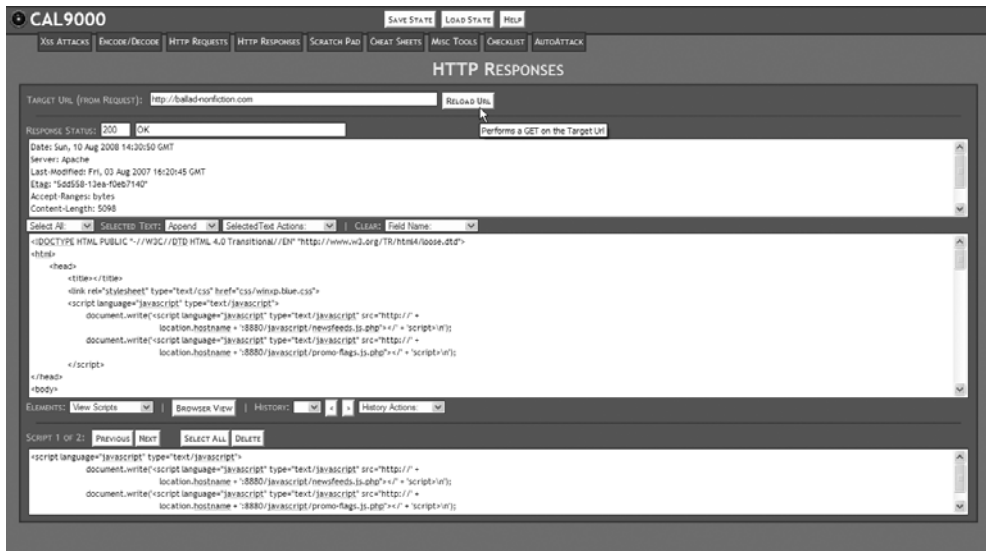 CAL9000
SAVE STATE LOAD STATE HELP
XSS ATTACKS ENCODE/DECODE HTTP REQUESTS HTTP RESPONSES SCRATCH PAD CHEAT SHEETS MISC TOOLS CHECKLIST AUTOATTACK
HTTP RESPONSES
TARGET URL (FROM REQUEST): http://ballad-nonfiction.com RELOAD URL
RESPONSE STATUS: 200 OK
Performs a GET on the Target Url
Date: Sun, 10 Aug 2008 14:30:50 GMT
Server: Apache
Last-Modified: Fri, 03 Aug 2007 16:20:45 GMT
Etag: "5dd558-13ea-f0eb7140"
Accept-Ranges: bytes
Content-Length: 5098
Select All: SELECTED TEXT: Append SelectedText Actions: | CLEAR: Field Name:
<!DOCTYPE HTML PUBLIC "-//W3C//DTD HTML 4.0 Transitional//EN" "http://www.w3.org/TR/html4/loose.dtd">
<html>
<head>
<title></title>
<link rel="stylesheet" type="text/css" href="css/winxp.blue.css">
<script language="javascript" type="text/javascript">
document.write('<script language="javascript" type="text/javascript" src="http://' +
location.hostname + ':8880/javascript/newsfeeds.js.php"></' + 'script>\n');
document.write('<script language="javascript" type="text/javascript" src="http://' +
location.hostname + ':8880/javascript/promo-flags.js.php"></' + 'script>\n');
</script>
</head>
<body>
ELEMENTS: View Scripts | BROWSER VIEW | HISTORY: < > History Actions:
SCRIPT 1 OF 2: PREVIOUS NEXT SELECT ALL DELETE
<script language="javascript" type="text/javascript">
document.write('<script language="javascript" type="text/javascript" src="http://' +
location.hostname + ':8880/javascript/newsfeeds.js.php"></' + 'script>\n');
document.write('<script language="javascript" type="text/javascript" src="http://' +
location.hostname + ':8880/javascript/promo-flags.js.php"></' + 'script>\n');